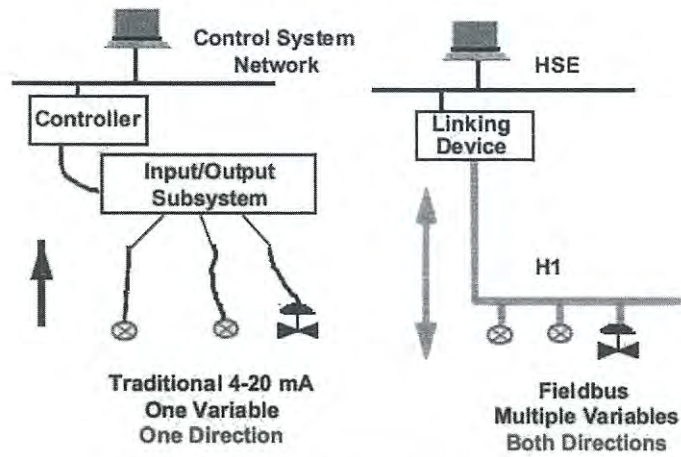 Control System
Network
Controller
Input/Output
Subsystem
Traditional 4-20 mA
One Variable
One Direction
HSE
Linking
Device
H1
Fieldbus
Multiple Variables
Both Directions